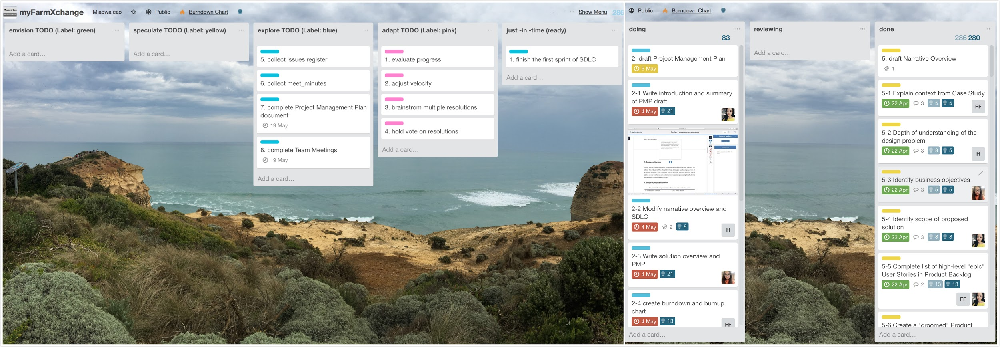 Miaowa Cao
myFarmXchange Miaowa cao Public Burndown Chart Show Menu 286
envision TODO (Label: green)
Add a card…
speculate TODO (Label: yellow)
Add a card…
explore TODO (Label: blue)
5. collect issues register
6. collect meet_minutes
7. complete Project Management Plan
document
19 May
8. complete Team Meetings
19 May
Add a card…
adapt TODO (Label: pink)
1. evaluate progress
2. adjust velocity
3. brainstrom multiple resolutions
4. hold vote on resolutions
Add a card…
just -in -time (ready)
1. finish the first sprint of SDLC
Add a card…
Public Burndown Chart
doing
83
2. draft Project Management Plan
5 May
2-1 Write introduction and summary
of PMP draft
4 May 21
3. Business objectives
4. Scope of proposed solution
2-2 Modify narrative overview and
SDLC
4 May 2 8
H
2-3 Write solution overview and
PMP
4 May 21
2-4 create burndown and burnup
chart
4 May 13
FF
Add a card…
reviewing
Add a card…
done
286 280
5. draft Narrative Overview
1
5-1 Explain context from Case Study
22 Apr 3 5 5
FF
5-2 Depth of understanding of the
design problem
22 Apr 3 8 5
H
5-3 Identify business objectives
22 Apr 3 5 5
5-4 Identify scope of proposed
solution
22 Apr 3 8 8
5-5 Complete list of high-level "epic"
User Stories in Product Backlog
22 Apr 2 13 13
FF
5-6 Create a "groomed" Product
Add a card…